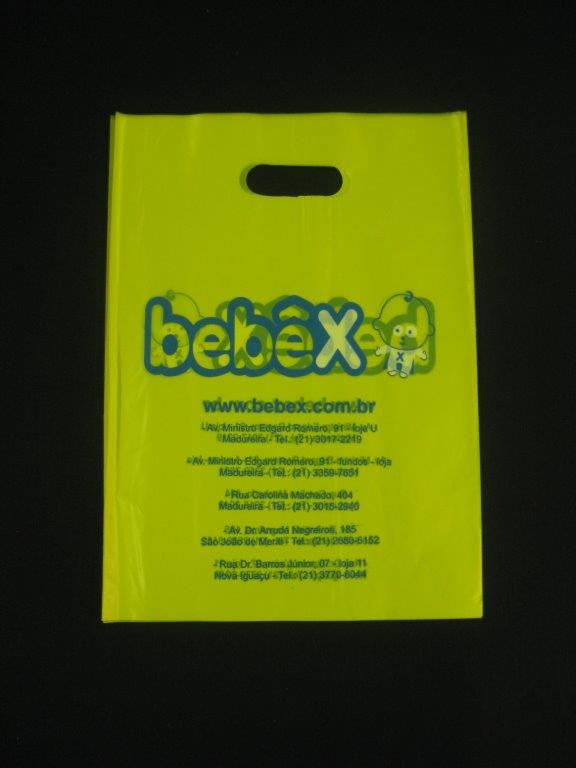 bebêx
www.bebex.com.br
- Av. Ministro Edgard Romero, 91 - loja U
Madureira - Tel.: (21) 3017-2219
- Av. Ministro Edgard Romero, 91 - fundos - loja
Madureira - Tel.: (21) 3359-7651
- Rua Carolina Machado, 404
Madureira - Tel.: (21) 3015-2940
- Av. Dr. Arruda Negreiros, 185
São João de Meriti - Tel.: (21) 2650-6152
- Rua Dr. Barros Júnior, 07 - loja 11
Nova Iguaçu - Tel.: (21) 3770-6044
X